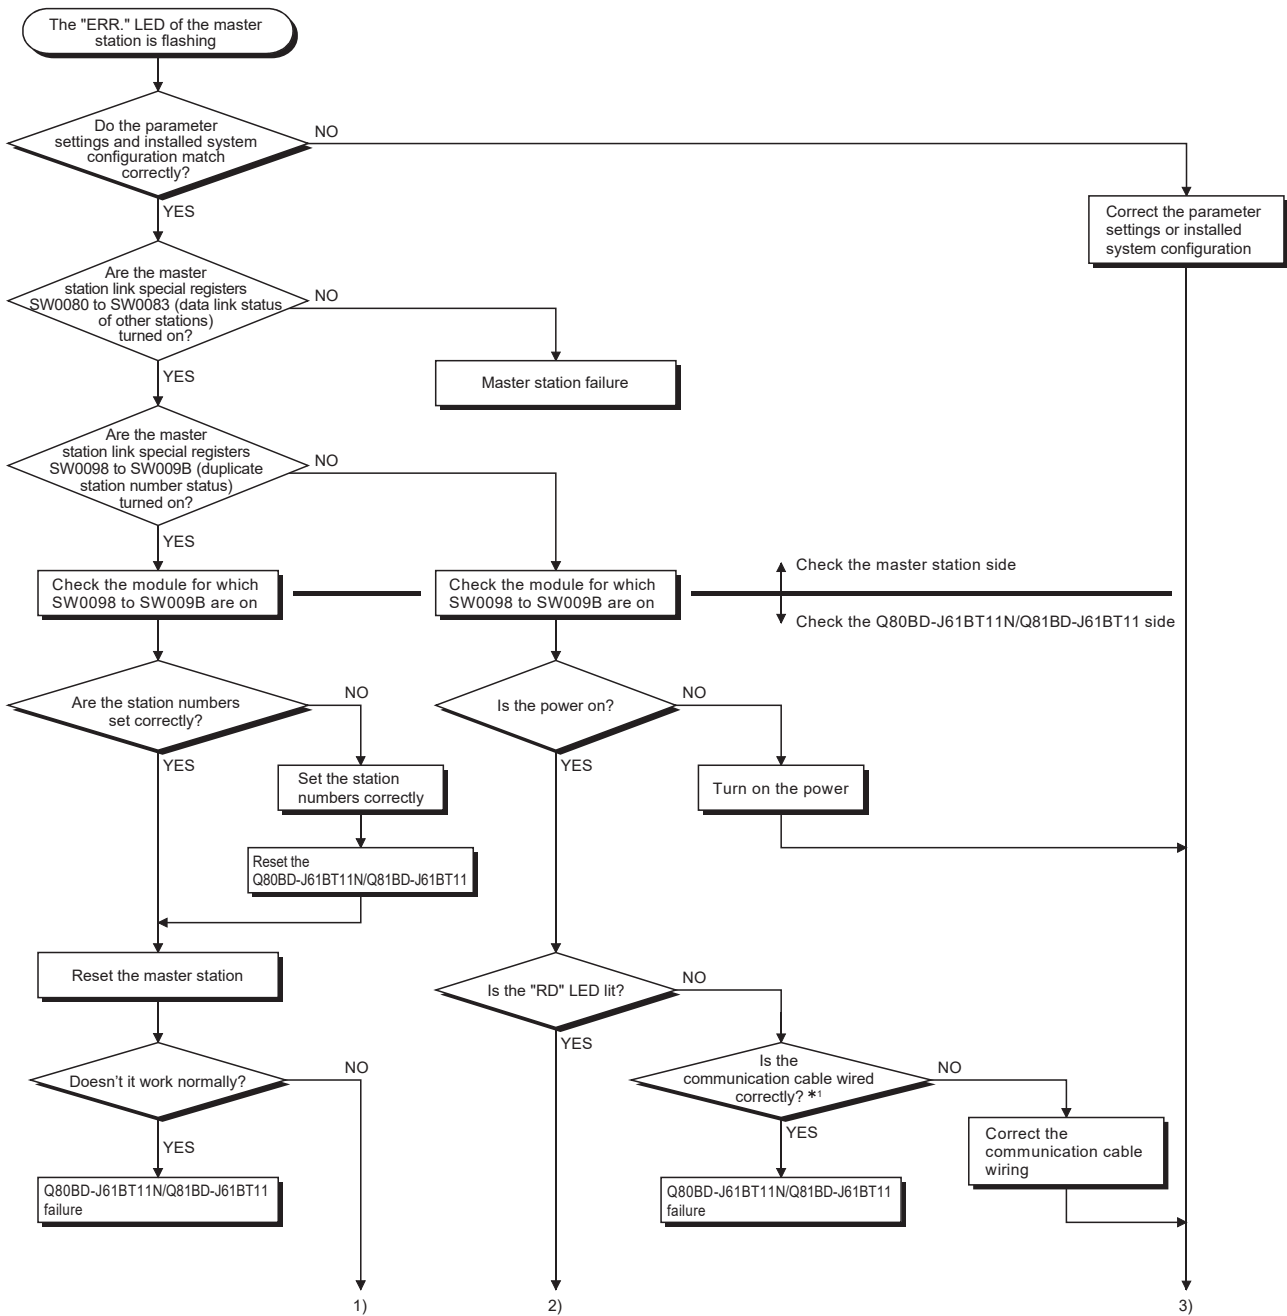 The "ERR." LED of the master
station is flashing
Do the parameter
settings and installed system
configuration match
correctly?
NO
YES
Correct the parameter
settings or installed
system configuration
Are the master
station link special registers
SW0080 to SW0083 (data link status
of other stations)
turned on?
NO
YES
Master station failure
Are the master
station link special registers
SW0098 to SW009B (duplicate
station number status)
turned on?
NO
YES
Check the module for which
SW0098 to SW009B are on
Check the module for which
SW0098 to SW009B are on
Check the master station side
Check the Q80BD-J61BT11N/Q81BD-J61BT11 side
Are the station numbers
set correctly?
NO
YES
Set the station
numbers correctly
Reset the
Q80BD-J61BT11N/Q81BD-J61BT11
Is the power on?
NO
YES
Turn on the power
Reset the master station
Is the "RD" LED lit?
NO
YES
Doesn't it work normally?
NO
YES
Is the
communication cable wired
correctly? *1
NO
YES
Correct the
communication cable
wiring
Q80BD-J61BT11N/Q81BD-J61BT11
failure
Q80BD-J61BT11N/Q81BD-J61BT11
failure
1)
2)
3)